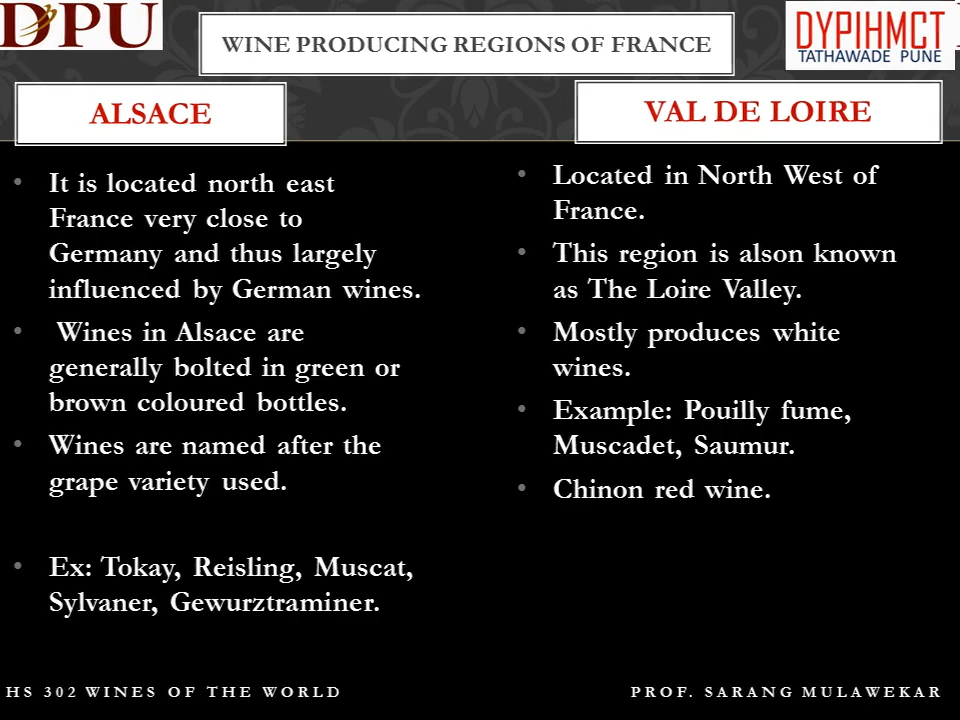 DPU
WINE PRODUCING REGIONS OF FRANCE
DYPIHMCT
TATHAWADE PUNE
ALSACE
• It is located north east
France very close to
Germany and thus largely
influenced by German wines.
• Wines in Alsace are
generally bolted in green or
brown coloured bottles.
• Wines are named after the
grape variety used.
• Ex: Tokay, Reisling, Muscat,
Sylvaner, Gewurztraminer.
VAL DE LOIRE
• Located in North West of
France.
• This region is alson known
as The Loire Valley.
• Mostly produces white
wines.
• Example: Pouilly fume,
Muscadet, Saumur.
• Chinon red wine.
HS 302 WINES OF THE WORLD
PROF. SARANG MULAWEKAR